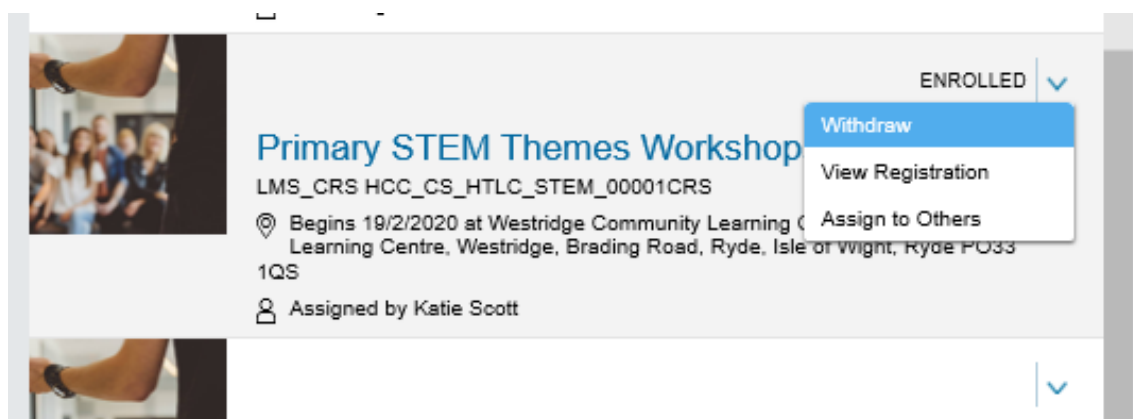 ENROLLED
Withdraw
Primary STEM Themes Workshop
View Registration
LMS_CRS HCC_CS_HTLC_STEM_00001CRS
Assign to Others
Begins 19/2/2020 at Westridge Community Learning
Learning Centre, Westridge, Brading Road, Ryde, Isle of Wight, Ryde PO33
1QS
Assigned by Katie Scott